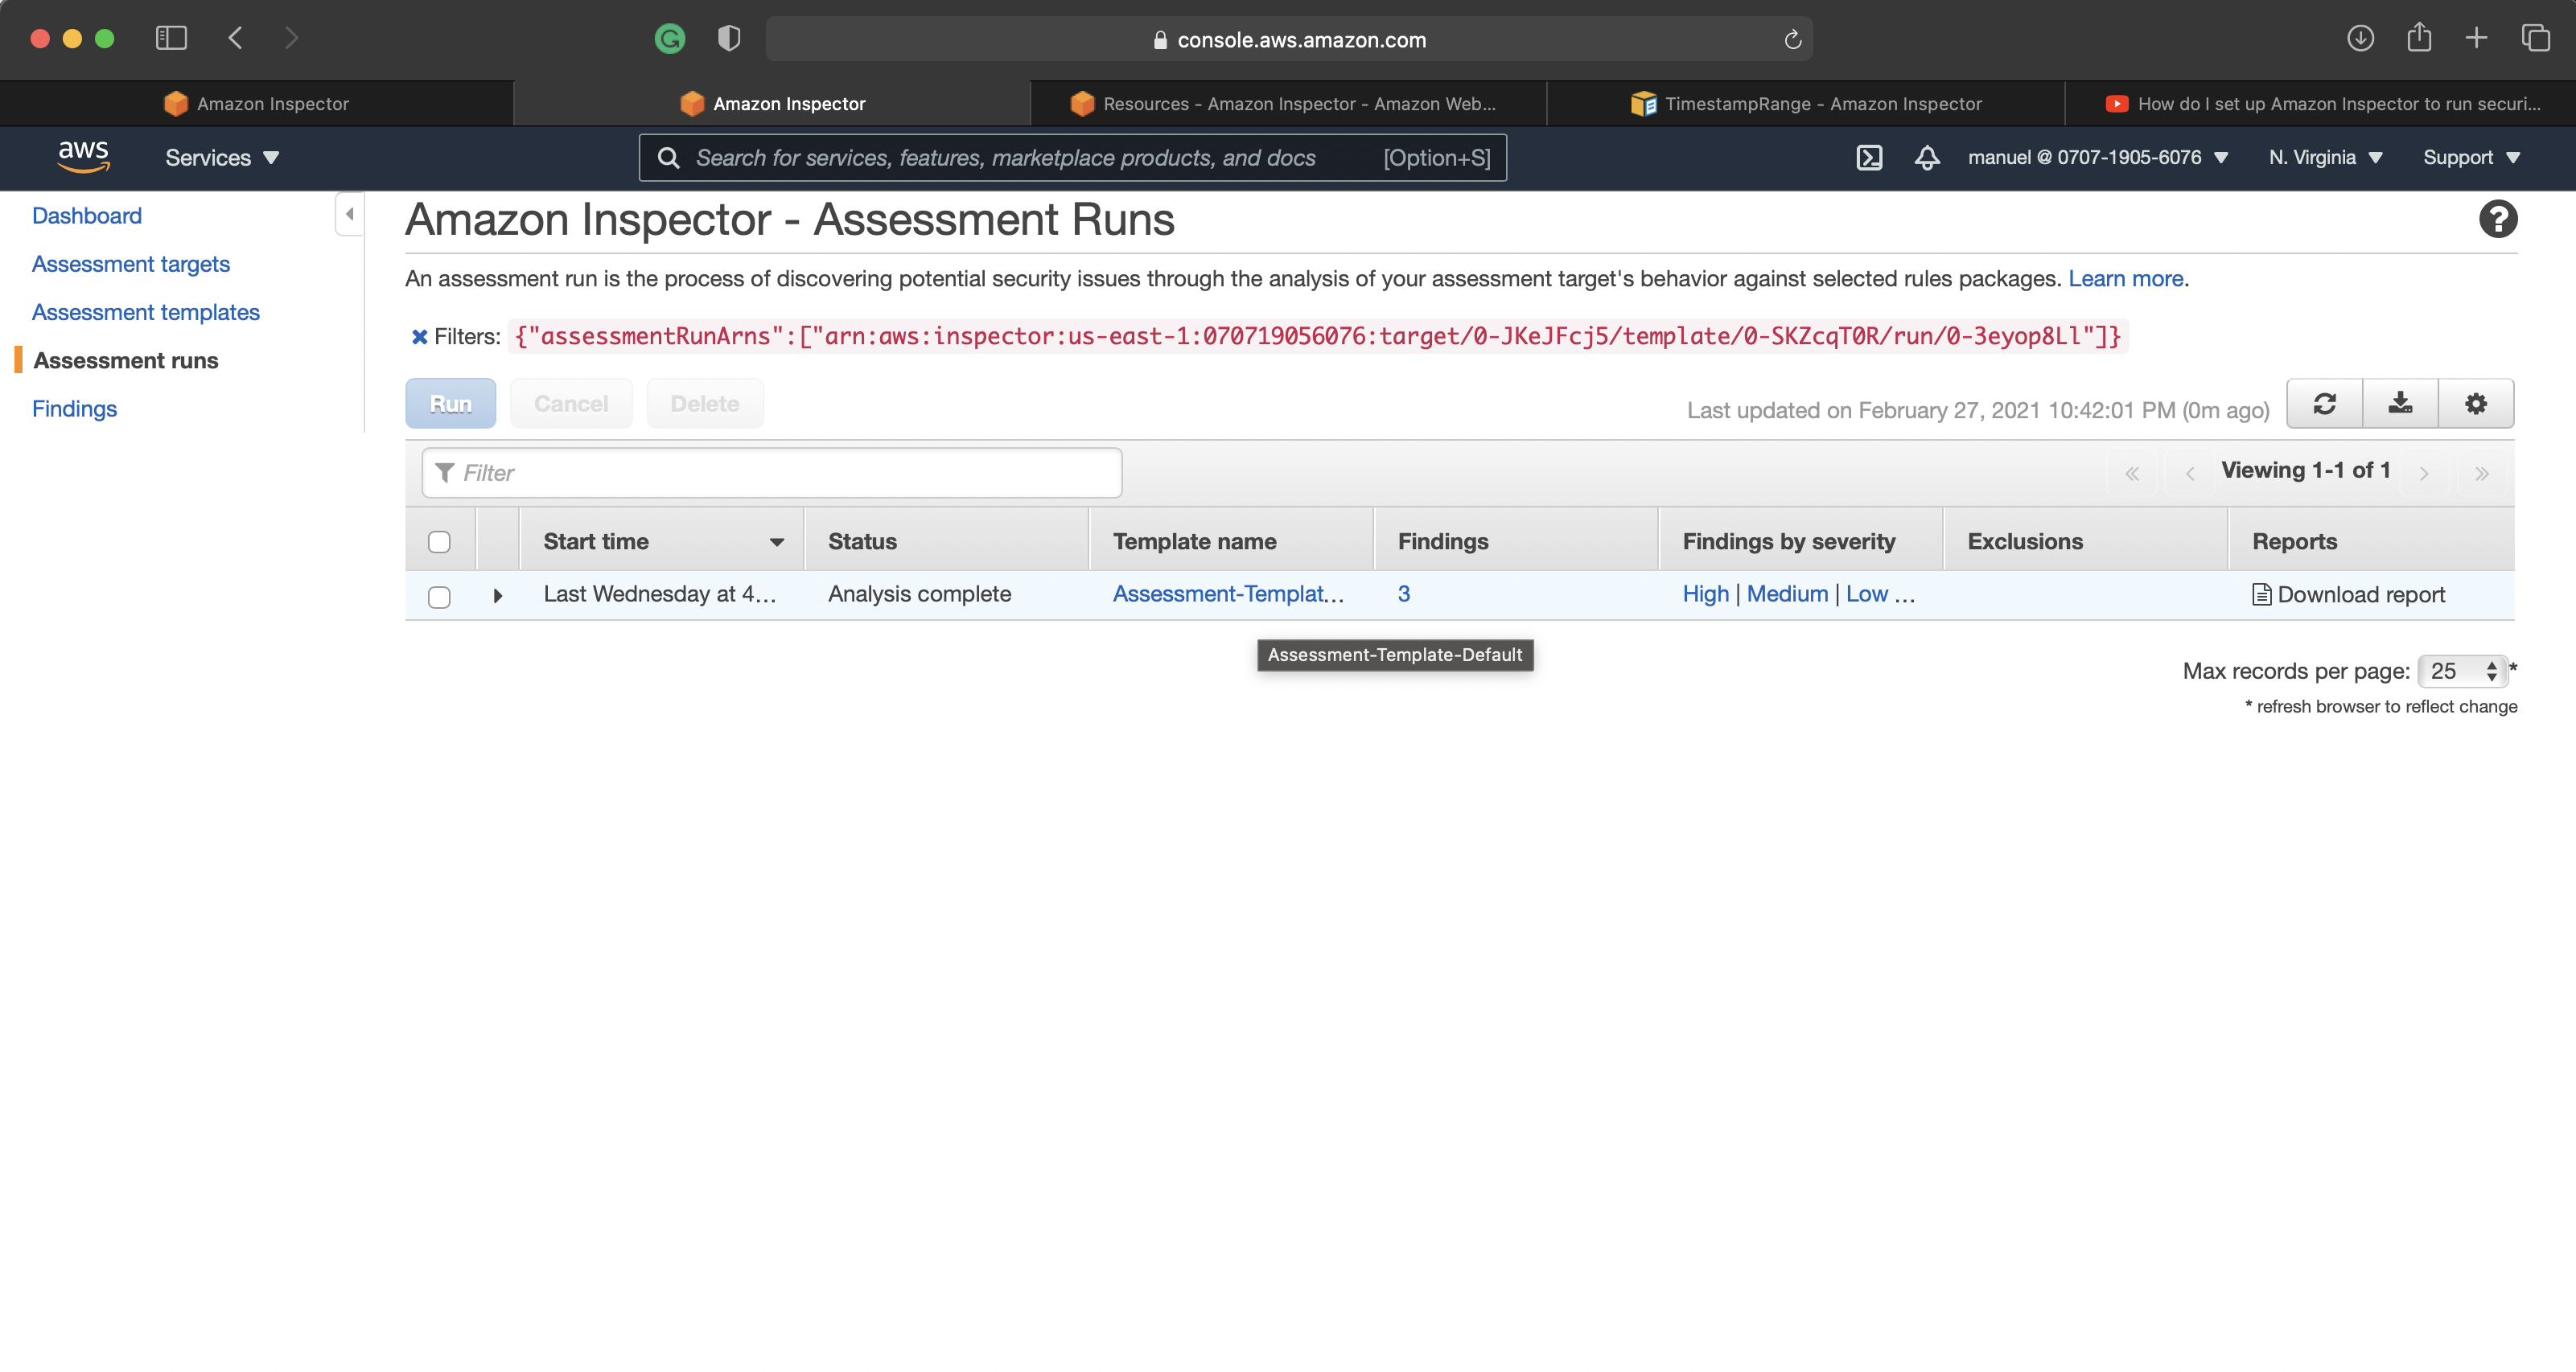 console.aws.amazon.com
Amazon Inspector
Amazon Inspector
Resources - Amazon Inspector - Amazon Web...
TimestampRange - Amazon Inspector
How do I set up Amazon Inspector to run securi...
aws
Services
Search for services, features, marketplace products, and docs [Option+S]
manuel @ 0707-1905-6076
N. Virginia
Support
Dashboard
Assessment targets
Assessment templates
Assessment runs
Findings
Amazon Inspector - Assessment Runs
An assessment run is the process of discovering potential security issues through the analysis of your assessment target's behavior against selected rules packages. Learn more.
Filters: {"assessmentRunArns":["arn:aws:inspector:us-east-1:070719056076:target/0-JKeJFcj5/template/0-SKZcqT0R/run/0-3eyop8Ll"]}
Run Cancel Delete
Last updated on February 27, 2021 10:42:01 PM (0m ago)
Filter
« ‹ Viewing 1-1 of 1 › »
Start time Status Template name Findings Findings by severity Exclusions Reports
Last Wednesday at 4... Analysis complete Assessment-Templat... 3 High | Medium | Low ... Download report
Assessment-Template-Default
Max records per page: 25 *
* refresh browser to reflect change